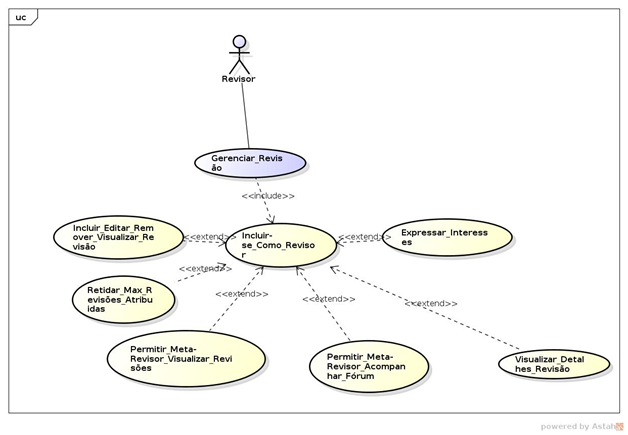 uc
Revisor
Gerenciar_Revis
ão
<<include>>
Incluir_Editar_Rem
over_Visualizar_Re
visão
<<extend>>
Incluir-
se_Como_Reviso
r
<<extend>>
Expressar_Interess
es
Retidar_Max_R
evisões_Atribu
idas
<<extend>>
<<extend>>
<<extend>>
<<extend>>
Permitir_Meta-
Revisor_Visualizar_Revi
sões
Permitir_Meta-
Revisor_Acompan
har_Fórum
Visualizar_Detal
hes_Revisão
powered by Astah